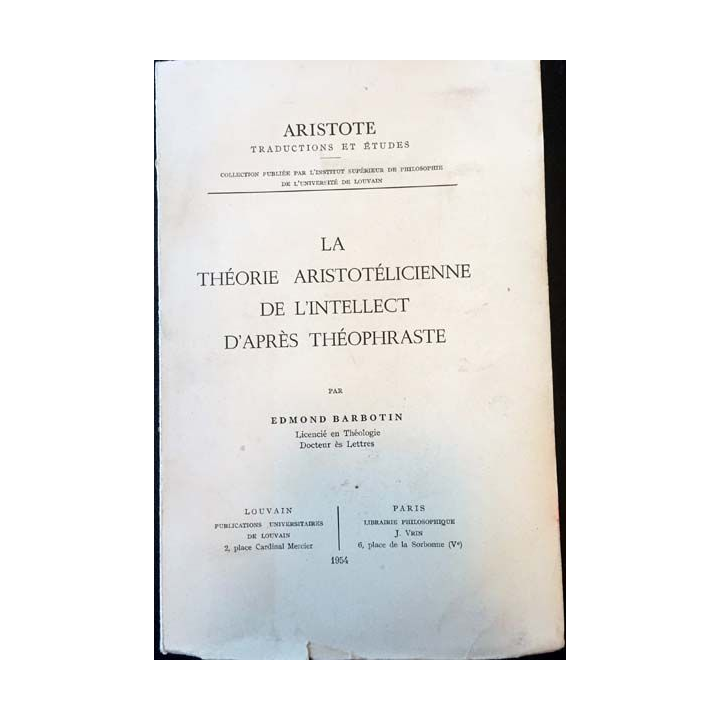 ARISTOTE
TRADUCTIONS ET ÉTUDES
COLLECTION PUBLIÉE PAR L'INSTITUT SUPÉRIEUR DE PHILOSOPHIE
DE L'UNIVERSITÉ DE LOUVAIN
LA
THÉORIE ARISTOTÉLICIENNE
DE L'INTELLECT
D'APRÈS THÉOPHRASTE
PAR
EDMOND BARBOTIN
Licencié en Théologie
Docteur ès Lettres
LOUVAIN
PUBLICATIONS UNIVERSITAIRES
DE LOUVAIN
2, place Cardinal Mercier
PARIS
LIBRAIRIE PHILOSOPHIQUE
J. VRIN
6, place de la Sorbonne (Ve)
1954